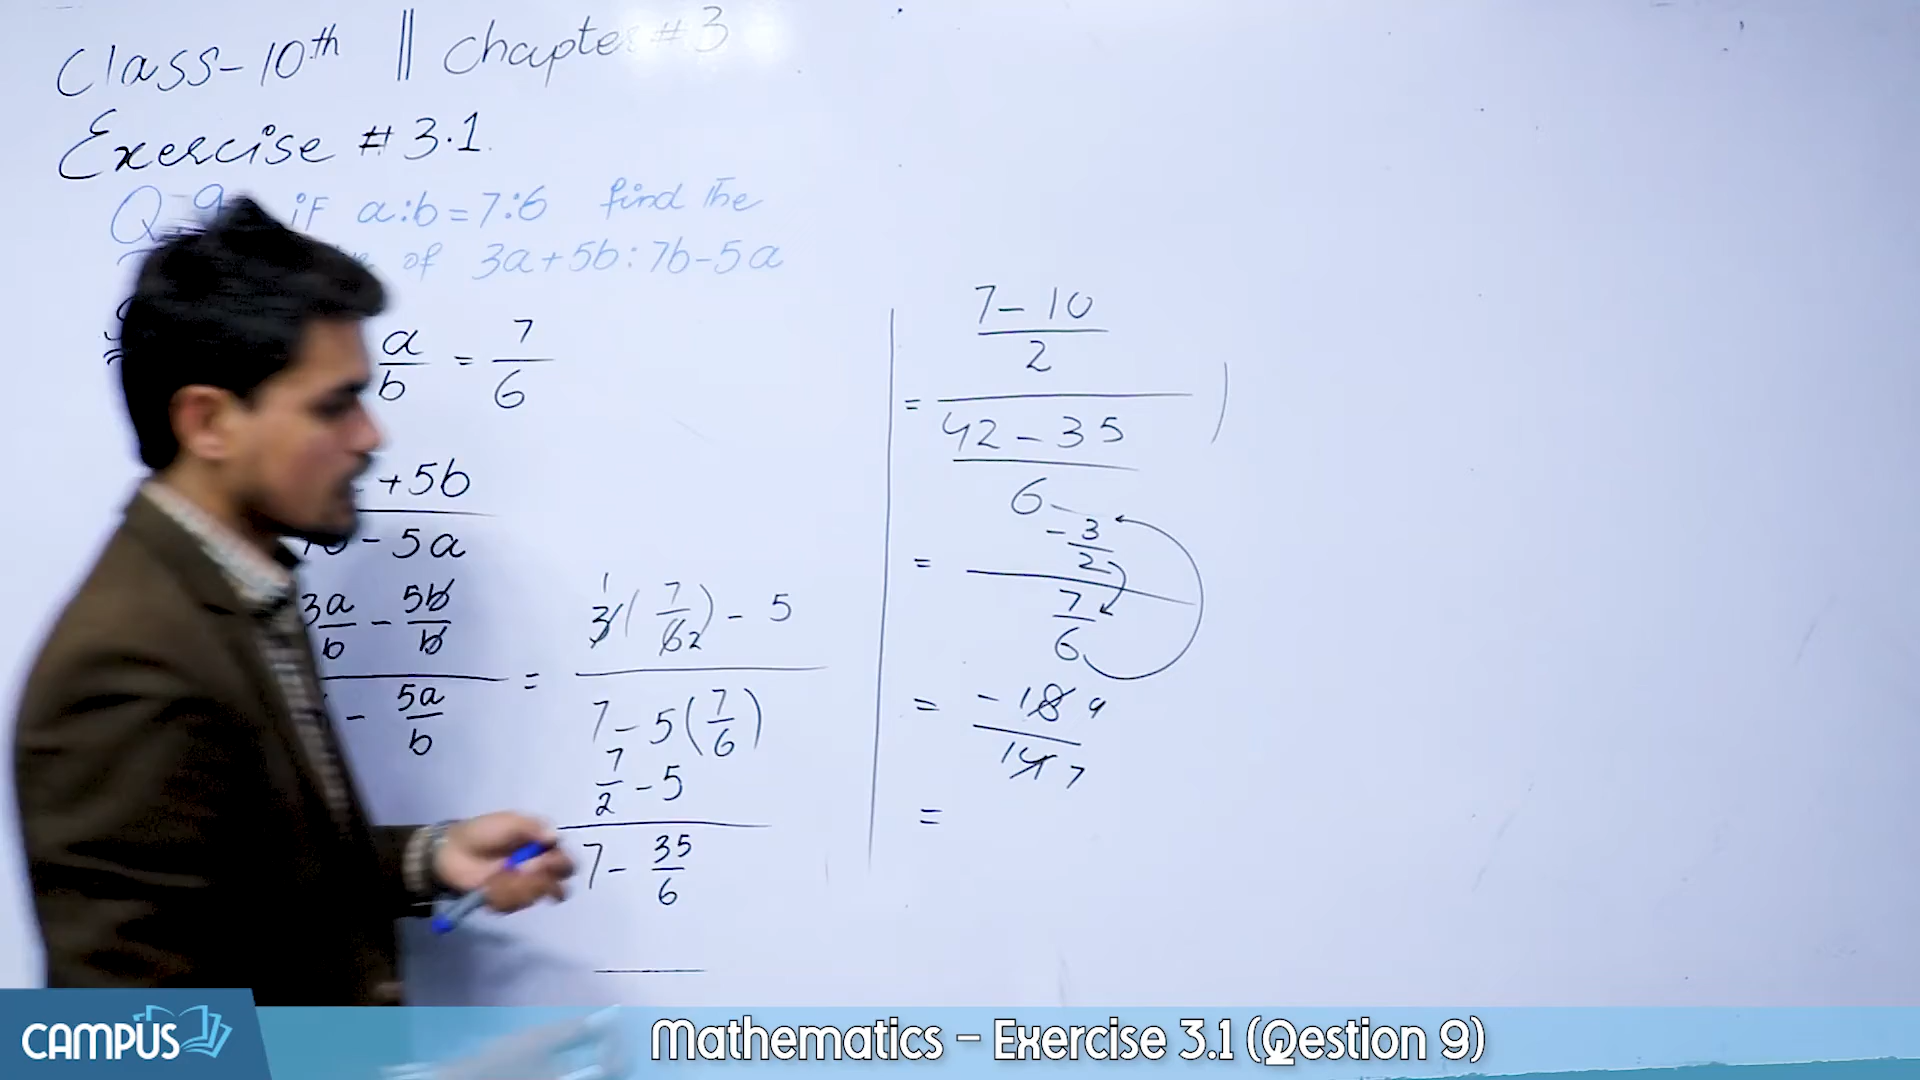 Class-10th || Chapter #3
Exercise # 3.1
Q-9 if a:b=7:6 find the
of 3a+5b:7b-5a
a/b = 7/6
+5b
- 5a
3a/b - 5b/b
- 5a/b
= 1 3(7/6 2) - 5
7 - 5(7/6)
7/2 - 5
7 - 35/6
7 - 10
2
=
42 - 35
6
= -3/2
7/6
= -18 9
14 7
=
CAMPUS
Mathematics – Exercise 3.1 (Qestion 9)